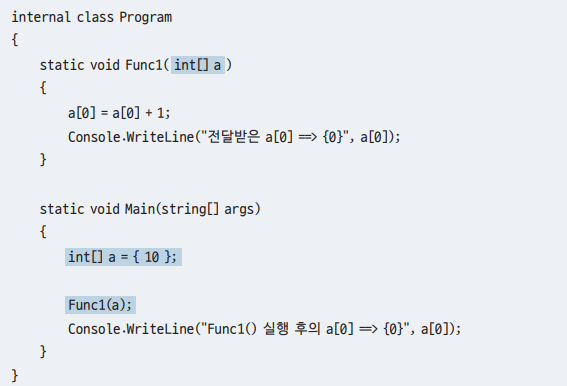 internal class Program
{
static void Func1( int[] a )
{
a[0] = a[0] + 1;
Console.WriteLine("전달받은 a[0] ==> {0}", a[0]);
}
static void Main(string[] args)
{
int[] a = { 10 };
Func1(a);
Console.WriteLine("Func1() 실행 후의 a[0] ==> {0}", a[0]);
}
}